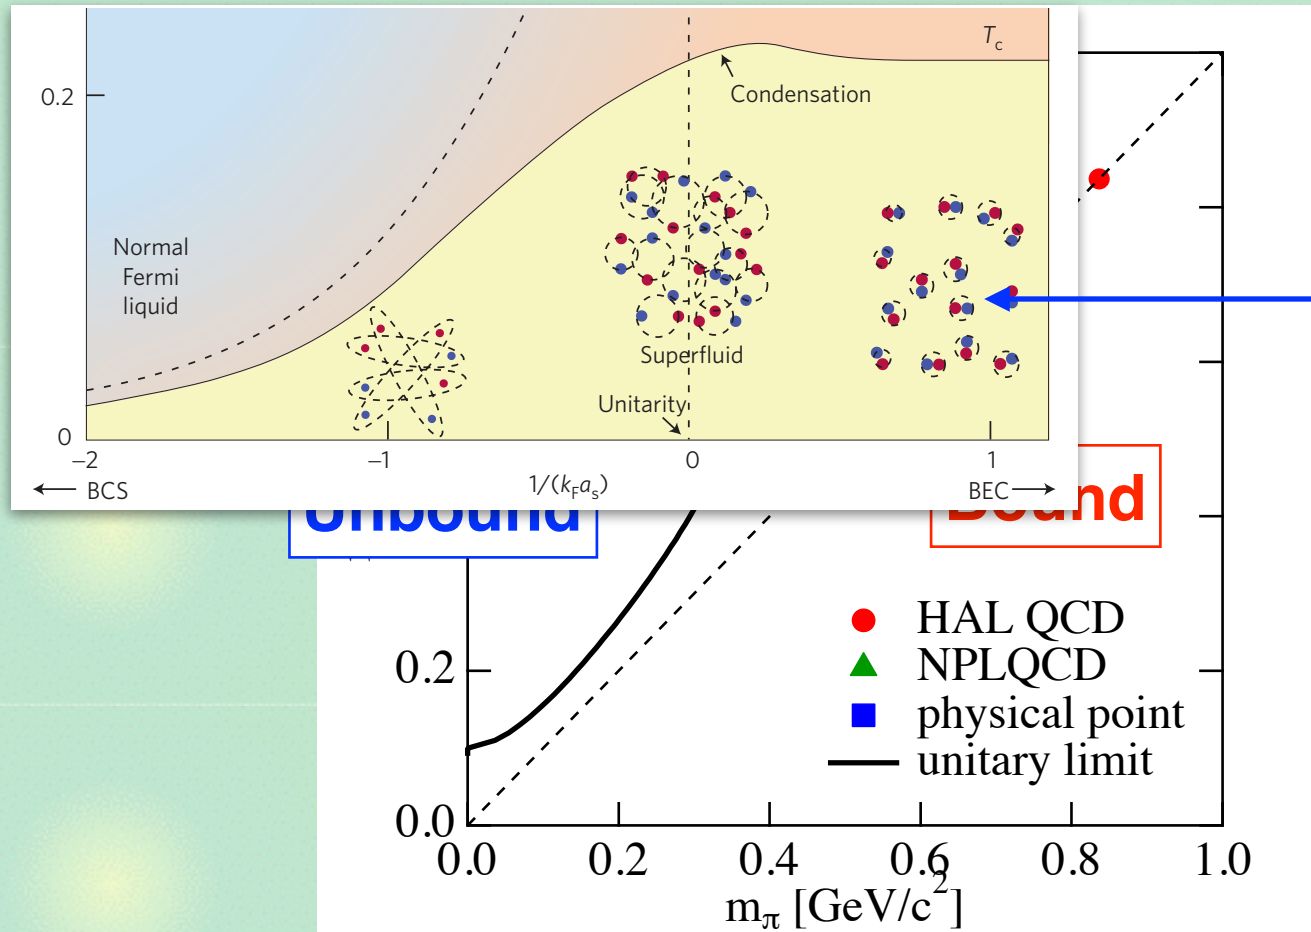 T_c
0.2
Condensation
Normal
Fermi
liquid
Superfluid
Unitarity
0
−2 −1 0 1
← BCS 1/(k_F a_s) BEC →
Unbound
Bound
HAL QCD
NPLQCD
physical point
unitary limit
0.2
0.0
0.0 0.2 0.4 0.6 0.8 1.0
m_π [GeV/c²]